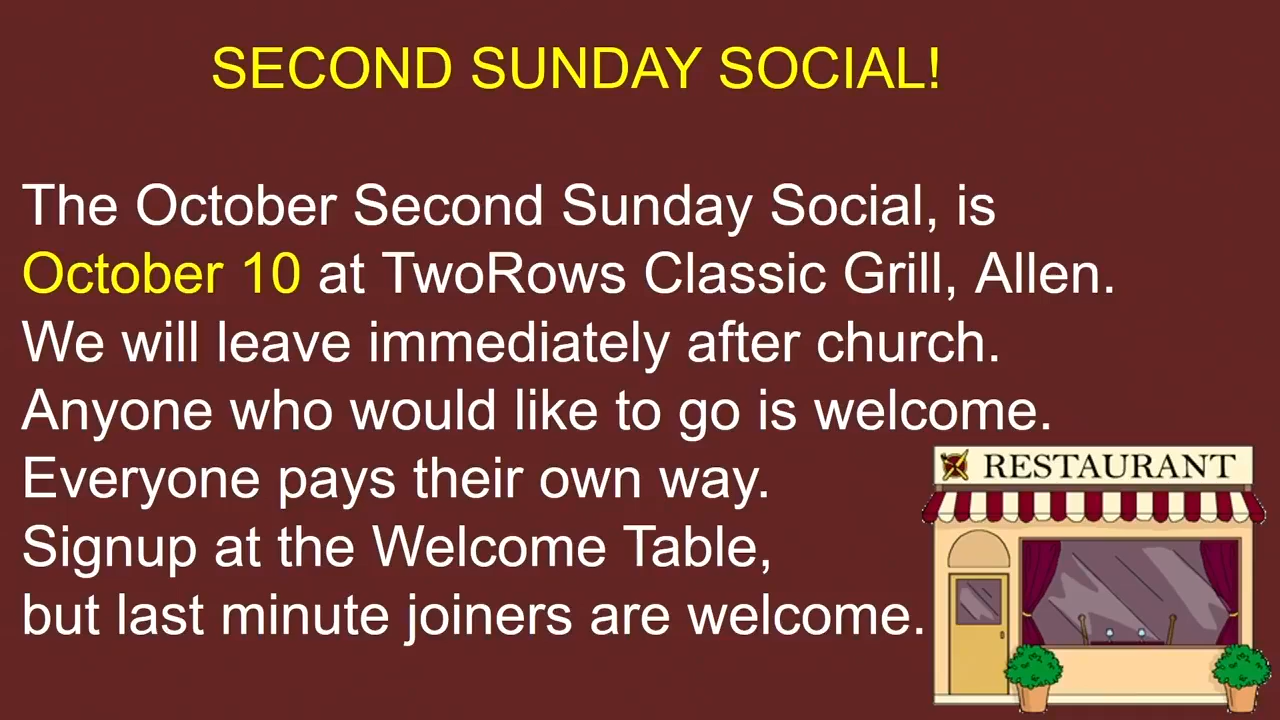 SECOND SUNDAY SOCIAL!
The October Second Sunday Social, is
October 10 at TwoRows Classic Grill, Allen.
We will leave immediately after church.
Anyone who would like to go is welcome.
Everyone pays their own way.
Signup at the Welcome Table,
but last minute joiners are welcome.
RESTAURANT